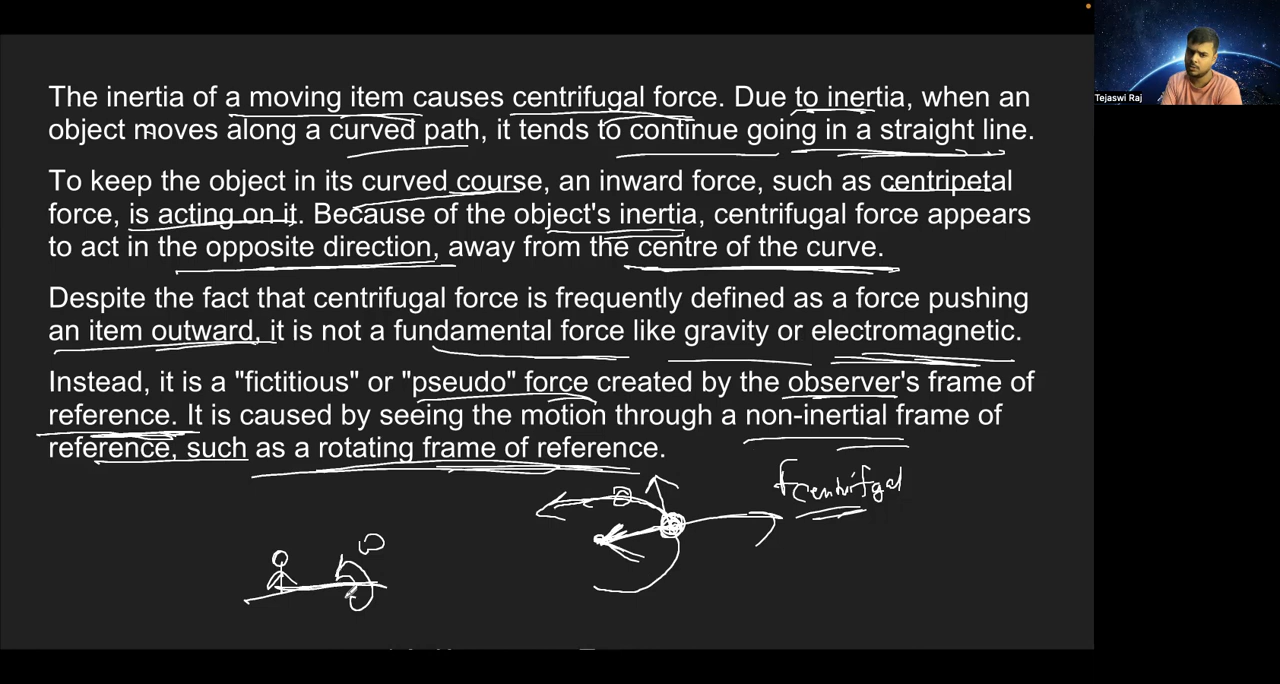 The inertia of a moving item causes centrifugal force. Due to inertia, when an
object moves along a curved path, it tends to continue going in a straight line.
To keep the object in its curved course, an inward force, such as centripetal
force, is acting on it. Because of the object's inertia, centrifugal force appears
to act in the opposite direction, away from the centre of the curve.
Despite the fact that centrifugal force is frequently defined as a force pushing
an item outward, it is not a fundamental force like gravity or electromagnetic.
Instead, it is a "fictitious" or "pseudo" force created by the observer's frame of
reference. It is caused by seeing the motion through a non-inertial frame of
reference, such as a rotating frame of reference.
Tejaswi Raj